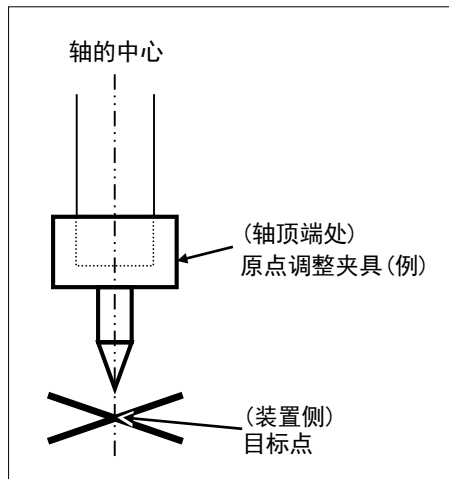 轴的中心
(轴顶端处)
原点调整夹具(例)
(装置侧)
目标点